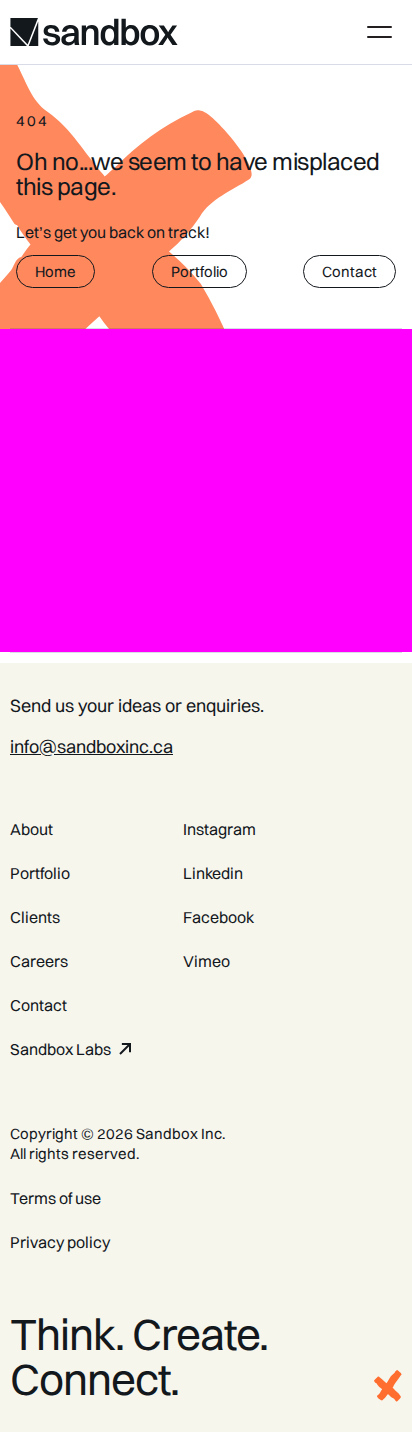 sandbox
404
Oh no...we seem to have misplaced
this page.
Let's get you back on track!
Home
Portfolio
Contact
Send us your ideas or enquiries.
info@sandboxinc.ca
About
Portfolio
Clients
Careers
Contact
Sandbox Labs
Instagram
Linkedin
Facebook
Vimeo
Copyright © 2026 Sandbox Inc.
All rights reserved.
Terms of use
Privacy policy
Think. Create.
Connect.